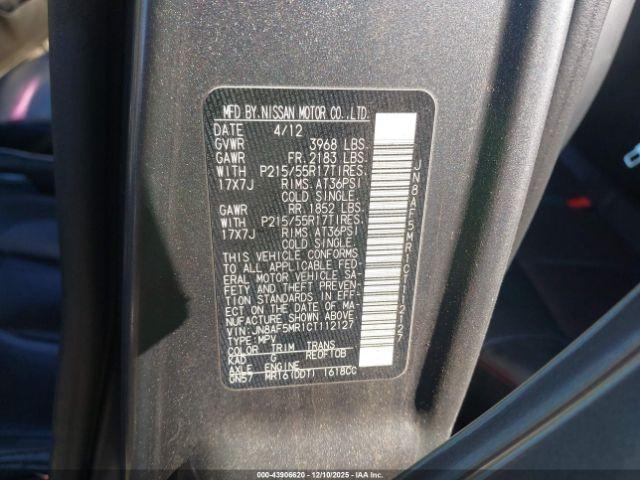 MFD BY NISSAN MOTOR CO., LTD.
DATE 4/12
GVWR 3968 LBS.
GAWR FR. 2183 LBS.
WITH P215/55R17TIRES.
17X7J RIMS. AT36PSI
COLD SINGLE.
GAWR RR. 1852 LBS.
WITH P215/55R17TIRES.
17X7J RIMS. AT36PSI
COLD SINGLE.
THIS VEHICLE CONFORMS
TO ALL APPLICABLE FED-
ERAL MOTOR VEHICLE SA-
FETY AND THEFT PREVEN-
TION STANDARDS IN EFF-
ECT ON THE DATE OF MA-
NUFACTURE SHOWN ABOVE.
VIN:JN8AF5MR1CT112127
TYPE:MPV
COLOR TRIM TRANS
KAD G RE0F10B
AXLE ENGINE
GN57 MR16(DDT) 1618CC
JN8AF5MR1CT112127
000-43906620 - 12/10/2025 - IAA Inc.